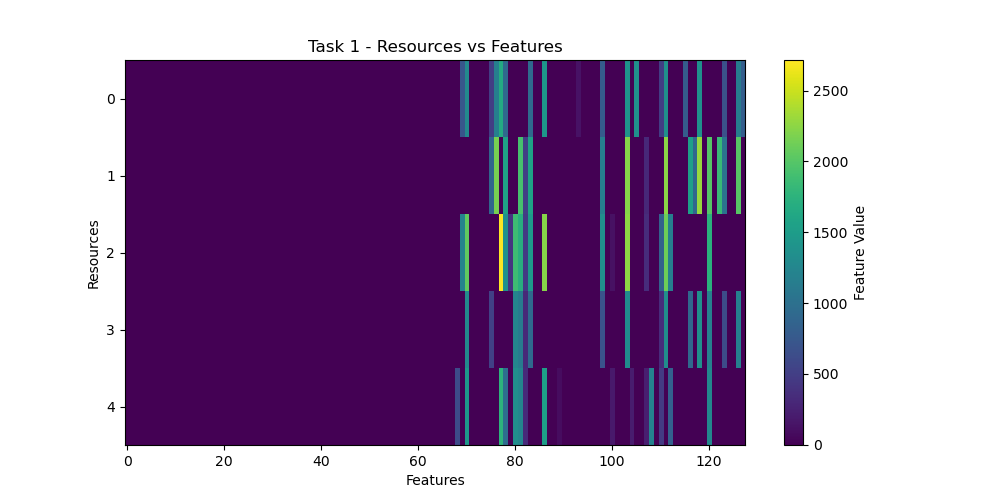 Task 1 - Resources vs Features
0
1
2
3
4
Resources
0 20 40 60 80 100 120
Features
2500
2000
1500
1000
500
0
Feature Value